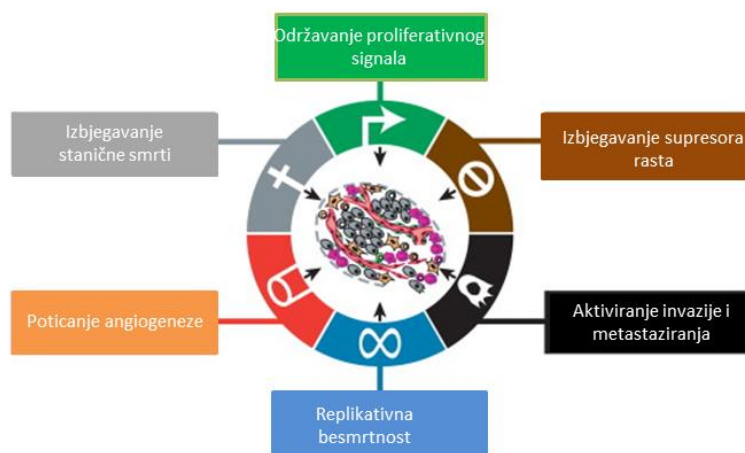 Održavanje proliferativnog
signala
Izbjegavanje
stanične smrti
Izbjegavanje supresora
rasta
Poticanje angiogeneze
Aktiviranje invazije i
metastaziranja
Replikativna
besmrtnost